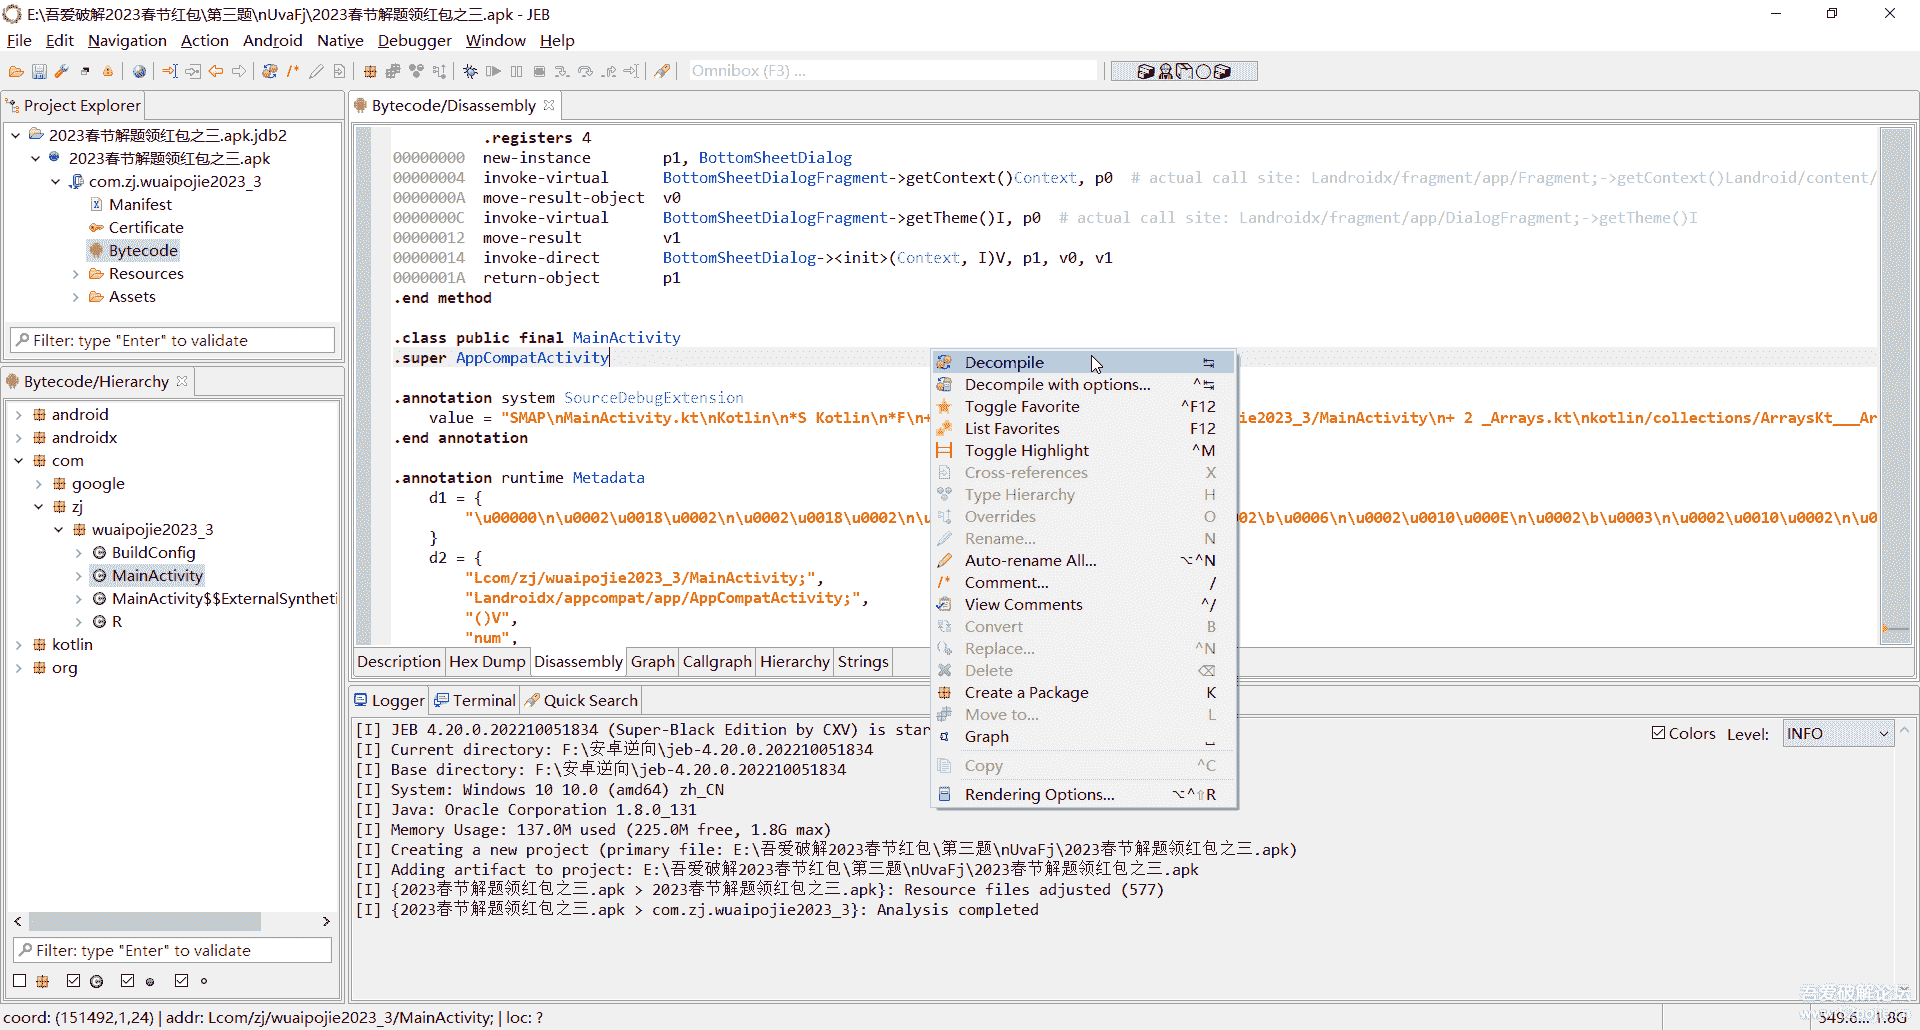 E:\吾爱破解2023春节红包\第三题\nUvaFj\2023春节解题领红包之三.apk - JEB
File Edit Navigation Action Android Native Debugger Window Help
Omnibox (F3) ...
Project Explorer
2023春节解题领红包之三.apk.jdb2
2023春节解题领红包之三.apk
com.zj.wuaipojie2023_3
Manifest
Certificate
Bytecode
Resources
Assets
Filter: type "Enter" to validate
Bytecode/Hierarchy
android
androidx
com
google
zj
wuaipojie2023_3
BuildConfig
MainActivity
MainActivity$$ExternalSyntheti
R
kotlin
org
Filter: type "Enter" to validate
Bytecode/Disassembly
.registers 4
00000000 new-instance p1, BottomSheetDialog
00000004 invoke-virtual BottomSheetDialogFragment->getContext()Context, p0 # actual call site: Landroidx/fragment/app/Fragment;->getContext()Landroid/content/
0000000A move-result-object v0
0000000C invoke-virtual BottomSheetDialogFragment->getTheme()I, p0 # actual call site: Landroidx/fragment/app/DialogFragment;->getTheme()I
00000012 move-result v1
00000014 invoke-direct BottomSheetDialog-><init>(Context, I)V, p1, v0, v1
0000001A return-object p1
.end method
.class public final MainActivity
.super AppCompatActivity
.annotation system SourceDebugExtension
value = "SMAP\nMainActivity.kt\nKotlin\n*S Kotlin\n*F\n+ ie2023_3/MainActivity\n+ 2 _Arrays.kt\nkotlin/collections/ArraysKt___Ar
.end annotation
.annotation runtime Metadata
d1 = {
"\u00000\n\u0002\u0018\u0002\n\u0002\u0018\u0002\n\u 02\b\u0006\n\u0002\u0010\u000E\n\u0002\b\u0003\n\u0002\u0010\u0002\n\u0
}
d2 = {
"Lcom/zj/wuaipojie2023_3/MainActivity;",
"Landroidx/appcompat/app/AppCompatActivity;",
"()V",
"num",
Decompile ⇆
Decompile with options... ^⇆
Toggle Favorite ^F12
List Favorites F12
Toggle Highlight ^M
Cross-references X
Type Hierarchy H
Overrides O
Rename... N
Auto-rename All... ⌥^N
Comment... /
View Comments ^/
Convert B
Replace... ^N
Delete ⌫
Create a Package K
Move to... L
Graph ⎵
Copy ^C
Rendering Options... ⌥^⇧R
Description Hex Dump Disassembly Graph Callgraph Hierarchy Strings
Logger Terminal Quick Search
Colors Level: INFO
[I] JEB 4.20.0.202210051834 (Super-Black Edition by CXV) is star
[I] Current directory: F:\安卓逆向\jeb-4.20.0.202210051834
[I] Base directory: F:\安卓逆向\jeb-4.20.0.202210051834
[I] System: Windows 10 10.0 (amd64) zh_CN
[I] Java: Oracle Corporation 1.8.0_131
[I] Memory Usage: 137.0M used (225.0M free, 1.8G max)
[I] Creating a new project (primary file: E:\吾爱破解2023春节红包\第三题\nUvaFj\2023春节解题领红包之三.apk)
[I] Adding artifact to project: E:\吾爱破解2023春节红包\第三题\nUvaFj\2023春节解题领红包之三.apk
[I] {2023春节解题领红包之三.apk > 2023春节解题领红包之三.apk}: Resource files adjusted (577)
[I] {2023春节解题领红包之三.apk > com.zj.wuaipojie2023_3}: Analysis completed
吾爱破解论坛
coord: (151492,1,24) | addr: Lcom/zj/wuaipojie2023_3/MainActivity; | loc: ?
549.6... 1.8G